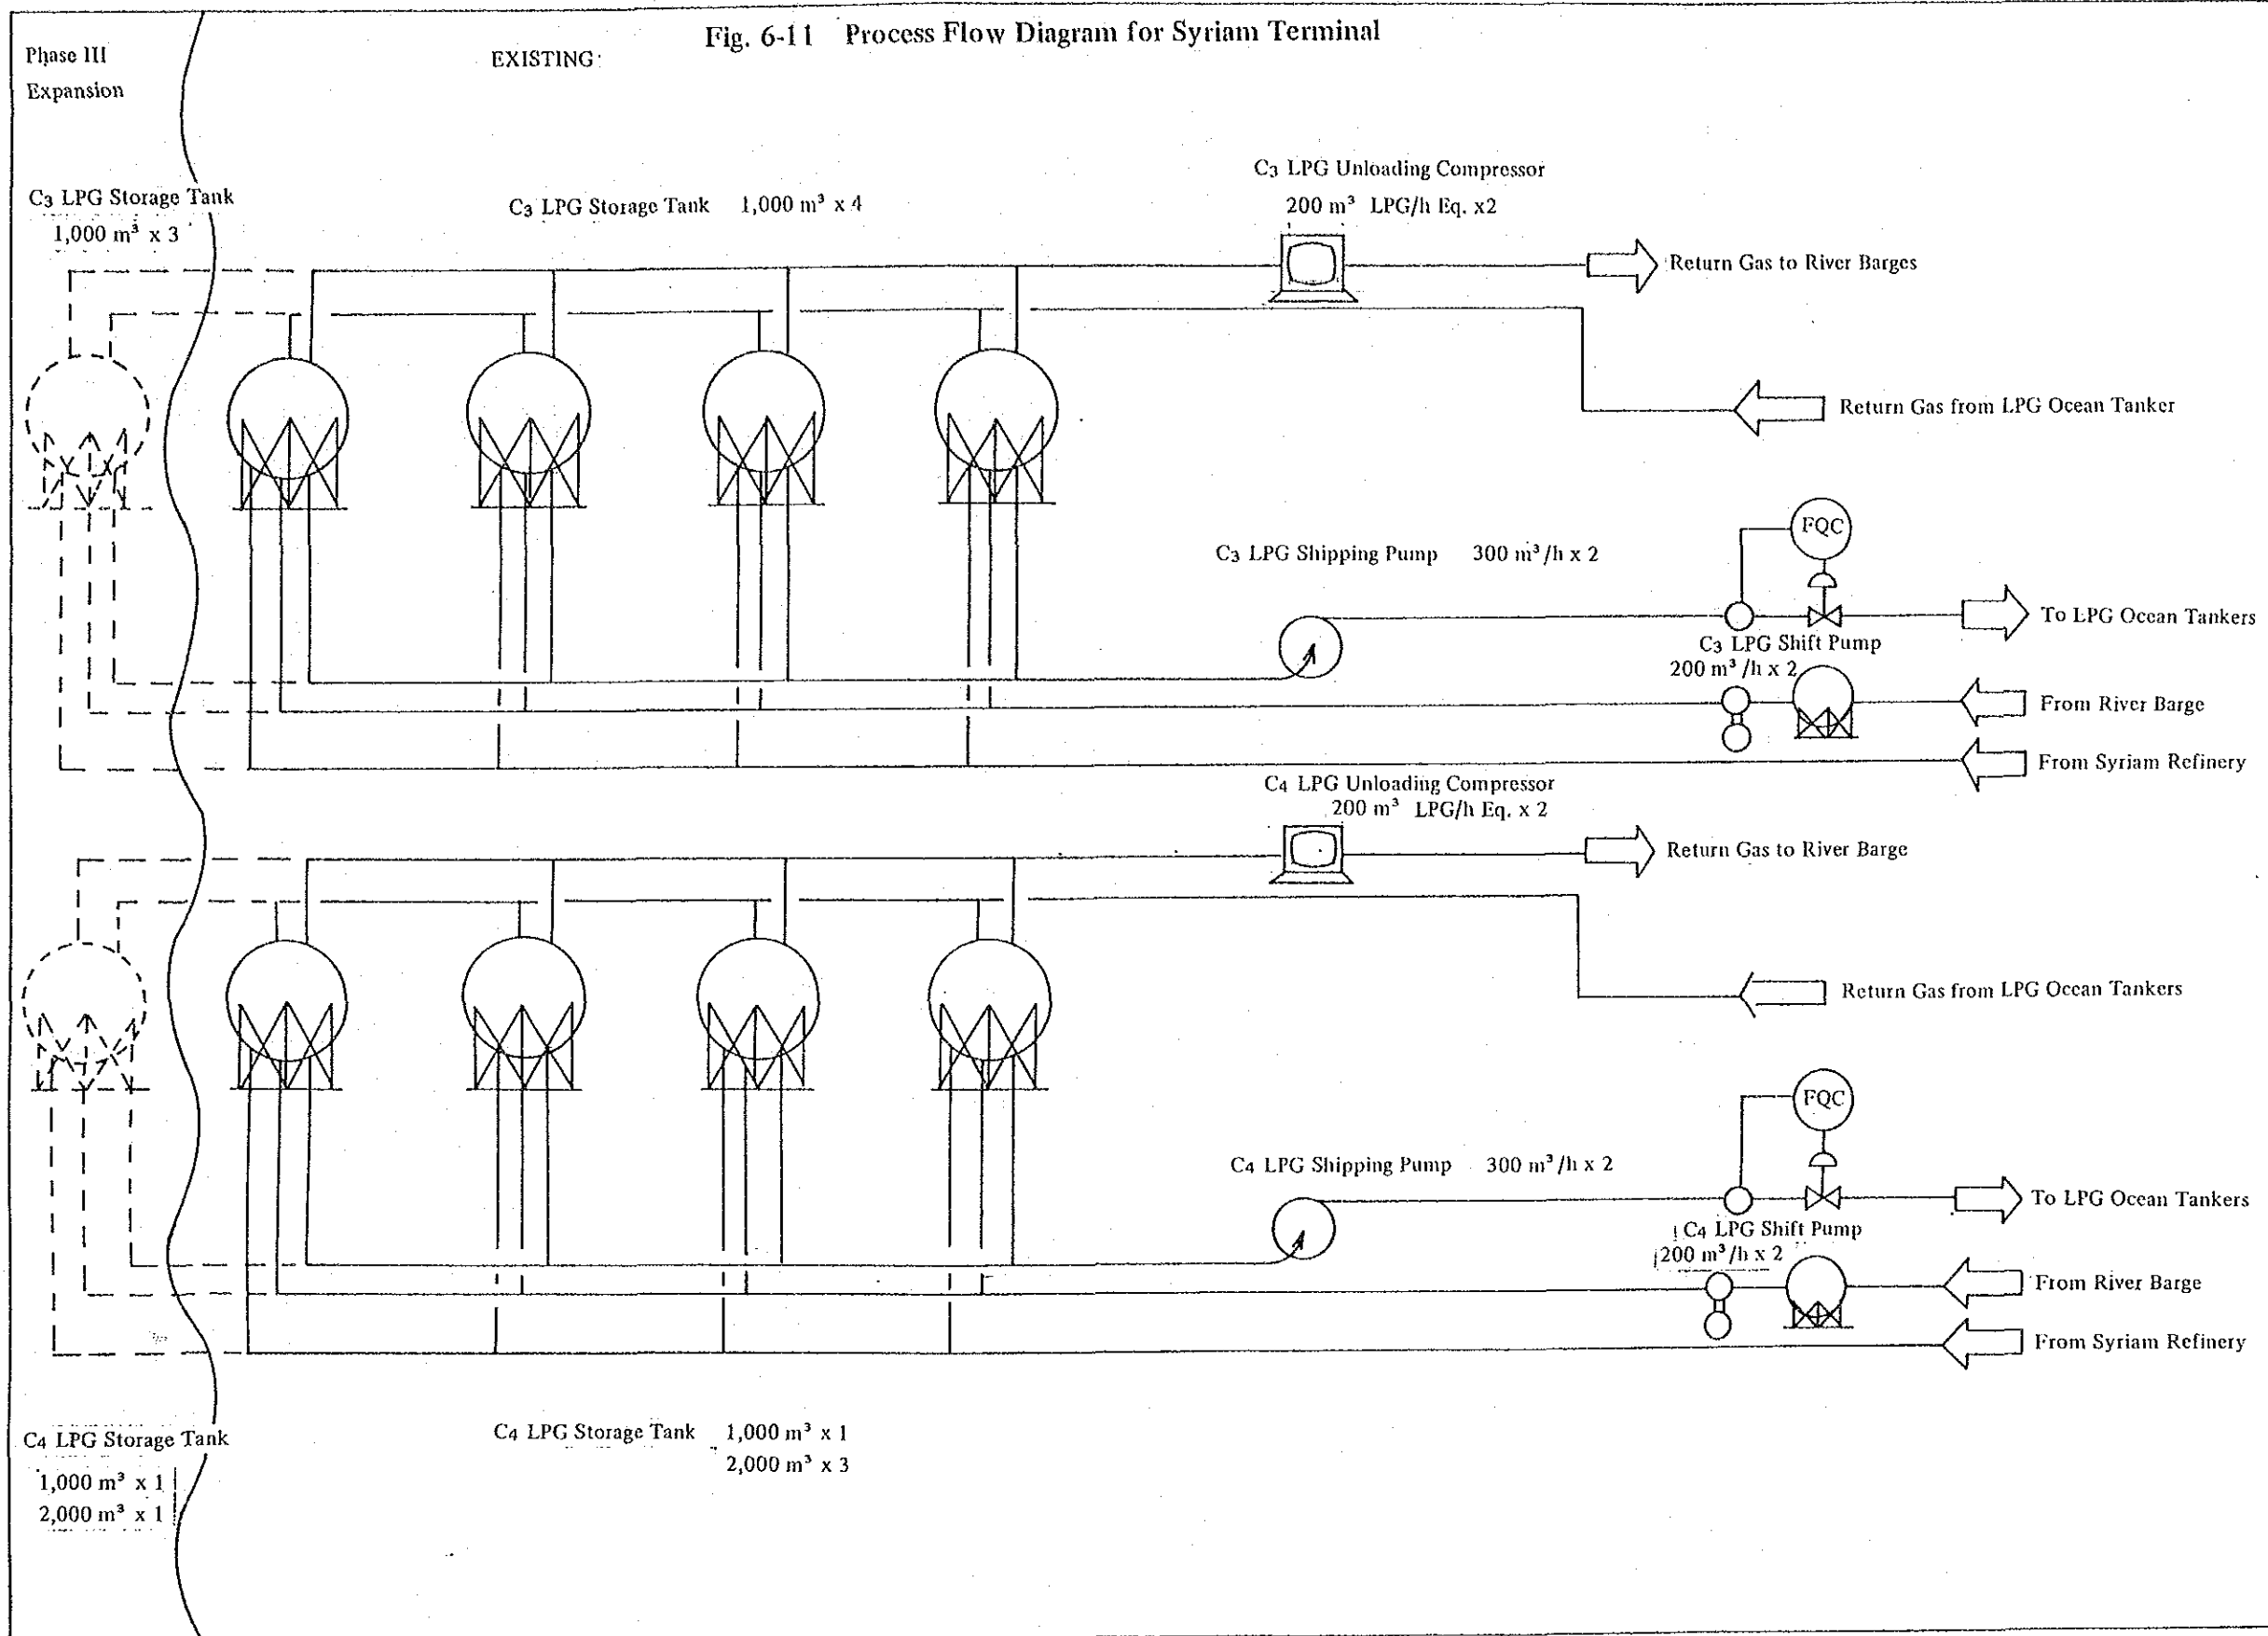 Fig. 6-11 Process Flow Diagram for Syriam Terminal
Phase III
Expansion
EXISTING:
C₃ LPG Storage Tank
1,000 m³ x 3
C₃ LPG Storage Tank 1,000 m³ x 4
C₃ LPG Unloading Compressor
200 m³ LPG/h Eq. x2
Return Gas to River Barges
Return Gas from LPG Ocean Tanker
FQC
C₃ LPG Shipping Pump 300 m³/h x 2
To LPG Ocean Tankers
C₃ LPG Shift Pump
200 m³/h x 2
From River Barge
From Syriam Refinery
C₄ LPG Unloading Compressor
200 m³ LPG/h Eq. x 2
Return Gas to River Barge
Return Gas from LPG Ocean Tankers
FQC
C₄ LPG Shipping Pump 300 m³/h x 2
To LPG Ocean Tankers
C₄ LPG Shift Pump
200 m³/h x 2
From River Barge
From Syriam Refinery
C₄ LPG Storage Tank
1,000 m³ x 1
2,000 m³ x 1
C₄ LPG Storage Tank 1,000 m³ x 1
2,000 m³ x 3